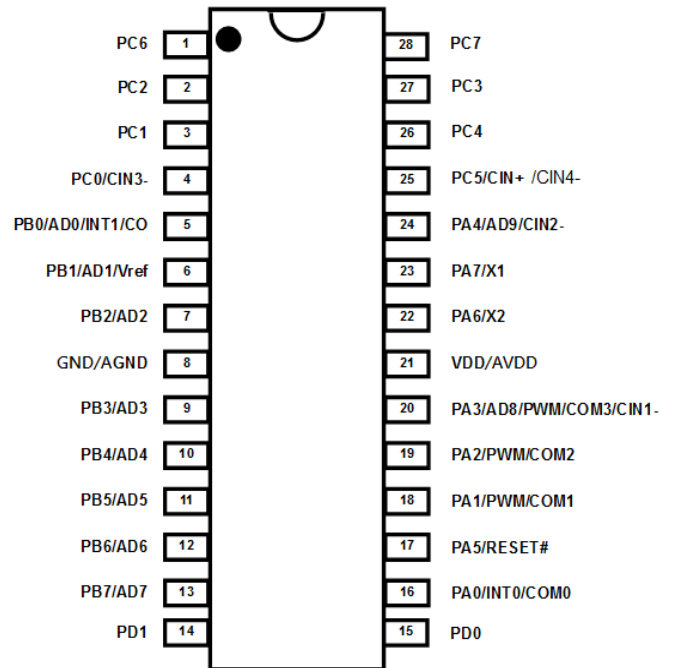 PC6 1 28 PC7
PC2 2 27 PC3
PC1 3 26 PC4
PC0/CIN3- 4 25 PC5/CIN+ /CIN4-
PB0/AD0/INT1/CO 5 24 PA4/AD9/CIN2-
PB1/AD1/Vref 6 23 PA7/X1
PB2/AD2 7 22 PA6/X2
GND/AGND 8 21 VDD/AVDD
PB3/AD3 9 20 PA3/AD8/PWM/COM3/CIN1-
PB4/AD4 10 19 PA2/PWM/COM2
PB5/AD5 11 18 PA1/PWM/COM1
PB6/AD6 12 17 PA5/RESET#
PB7/AD7 13 16 PA0/INT0/COM0
PD1 14 15 PD0